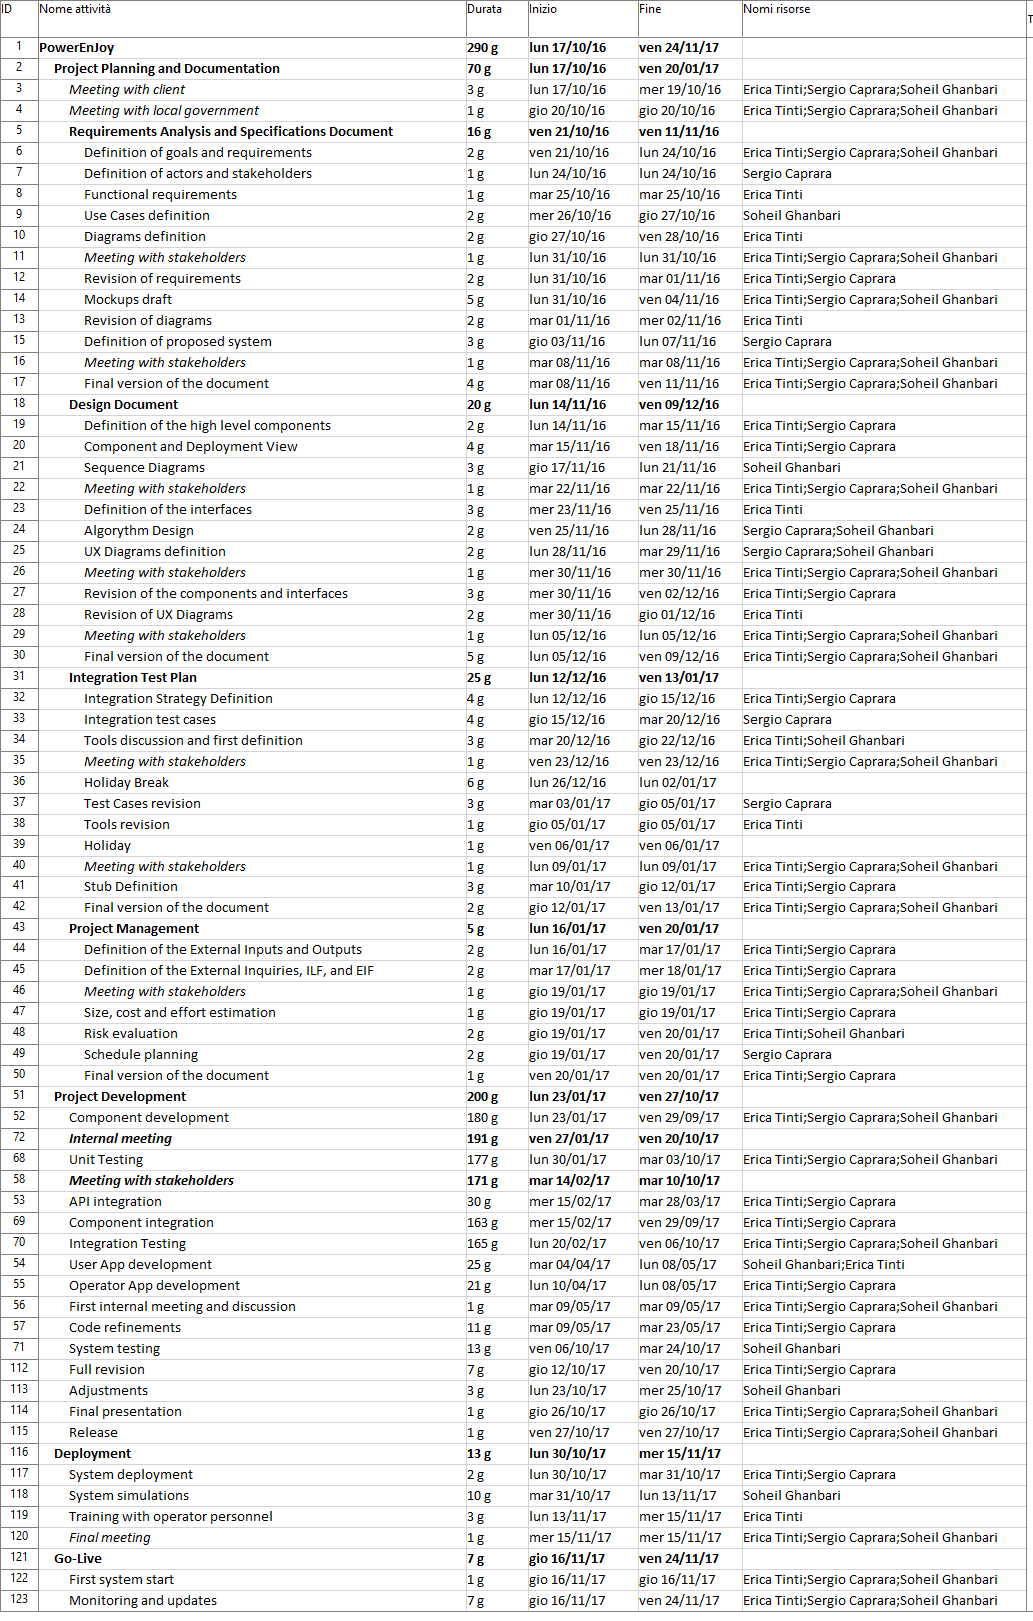 ID Nome attività Durata Inizio Fine Nomi risorse T
1 PowerEnJoy 290 g lun 17/10/16 ven 24/11/17
2 Project Planning and Documentation 70 g lun 17/10/16 ven 20/01/17
3 Meeting with client 3 g lun 17/10/16 mer 19/10/16 Erica Tinti;Sergio Caprara;Soheil Ghanbari
4 Meeting with local government 1 g gio 20/10/16 gio 20/10/16 Erica Tinti;Sergio Caprara;Soheil Ghanbari
5 Requirements Analysis and Specifications Document 16 g ven 21/10/16 ven 11/11/16
6 Definition of goals and requirements 2 g ven 21/10/16 lun 24/10/16 Erica Tinti;Sergio Caprara;Soheil Ghanbari
7 Definition of actors and stakeholders 1 g lun 24/10/16 lun 24/10/16 Sergio Caprara
8 Functional requirements 1 g mar 25/10/16 mar 25/10/16 Erica Tinti
9 Use Cases definition 2 g mer 26/10/16 gio 27/10/16 Soheil Ghanbari
10 Diagrams definition 2 g gio 27/10/16 ven 28/10/16 Erica Tinti
11 Meeting with stakeholders 1 g lun 31/10/16 lun 31/10/16 Erica Tinti;Sergio Caprara;Soheil Ghanbari
12 Revision of requirements 2 g lun 31/10/16 mar 01/11/16 Erica Tinti;Sergio Caprara
14 Mockups draft 5 g lun 31/10/16 ven 04/11/16 Erica Tinti;Sergio Caprara;Soheil Ghanbari
13 Revision of diagrams 2 g mar 01/11/16 mer 02/11/16 Erica Tinti
15 Definition of proposed system 3 g gio 03/11/16 lun 07/11/16 Sergio Caprara
16 Meeting with stakeholders 1 g mar 08/11/16 mar 08/11/16 Erica Tinti;Sergio Caprara;Soheil Ghanbari
17 Final version of the document 4 g mar 08/11/16 ven 11/11/16 Erica Tinti;Sergio Caprara;Soheil Ghanbari
18 Design Document 20 g lun 14/11/16 ven 09/12/16
19 Definition of the high level components 2 g lun 14/11/16 mar 15/11/16 Erica Tinti;Sergio Caprara
20 Component and Deployment View 4 g mar 15/11/16 ven 18/11/16 Erica Tinti;Sergio Caprara
21 Sequence Diagrams 3 g gio 17/11/16 lun 21/11/16 Soheil Ghanbari
22 Meeting with stakeholders 1 g mar 22/11/16 mar 22/11/16 Erica Tinti;Sergio Caprara;Soheil Ghanbari
23 Definition of the interfaces 3 g mer 23/11/16 ven 25/11/16 Erica Tinti
24 Algorythm Design 2 g ven 25/11/16 lun 28/11/16 Sergio Caprara;Soheil Ghanbari
25 UX Diagrams definition 2 g lun 28/11/16 mar 29/11/16 Sergio Caprara;Soheil Ghanbari
26 Meeting with stakeholders 1 g mer 30/11/16 mer 30/11/16 Erica Tinti;Sergio Caprara;Soheil Ghanbari
27 Revision of the components and interfaces 3 g mer 30/11/16 ven 02/12/16 Erica Tinti;Sergio Caprara
28 Revision of UX Diagrams 2 g mer 30/11/16 gio 01/12/16 Erica Tinti
29 Meeting with stakeholders 1 g lun 05/12/16 lun 05/12/16 Erica Tinti;Sergio Caprara;Soheil Ghanbari
30 Final version of the document 5 g lun 05/12/16 ven 09/12/16 Erica Tinti;Sergio Caprara;Soheil Ghanbari
31 Integration Test Plan 25 g lun 12/12/16 ven 13/01/17
32 Integration Strategy Definition 4 g lun 12/12/16 gio 15/12/16 Erica Tinti;Sergio Caprara
33 Integration test cases 4 g gio 15/12/16 mar 20/12/16 Sergio Caprara
34 Tools discussion and first definition 3 g mar 20/12/16 gio 22/12/16 Erica Tinti;Soheil Ghanbari
35 Meeting with stakeholders 1 g ven 23/12/16 ven 23/12/16 Erica Tinti;Sergio Caprara;Soheil Ghanbari
36 Holiday Break 6 g lun 26/12/16 lun 02/01/17
37 Test Cases revision 3 g mar 03/01/17 gio 05/01/17 Sergio Caprara
38 Tools revision 1 g gio 05/01/17 gio 05/01/17 Erica Tinti
39 Holiday 1 g ven 06/01/17 ven 06/01/17
40 Meeting with stakeholders 1 g lun 09/01/17 lun 09/01/17 Erica Tinti;Sergio Caprara;Soheil Ghanbari
41 Stub Definition 3 g mar 10/01/17 gio 12/01/17 Erica Tinti;Sergio Caprara
42 Final version of the document 2 g gio 12/01/17 ven 13/01/17 Erica Tinti;Sergio Caprara;Soheil Ghanbari
43 Project Management 5 g lun 16/01/17 ven 20/01/17
44 Definition of the External Inputs and Outputs 2 g lun 16/01/17 mar 17/01/17 Erica Tinti;Sergio Caprara
45 Definition of the External Inquiries, ILF, and EIF 2 g mar 17/01/17 mer 18/01/17 Erica Tinti;Sergio Caprara
46 Meeting with stakeholders 1 g gio 19/01/17 gio 19/01/17 Erica Tinti;Sergio Caprara;Soheil Ghanbari
47 Size, cost and effort estimation 1 g gio 19/01/17 gio 19/01/17 Erica Tinti;Sergio Caprara
48 Risk evaluation 2 g gio 19/01/17 ven 20/01/17 Erica Tinti;Soheil Ghanbari
49 Schedule planning 2 g gio 19/01/17 ven 20/01/17 Sergio Caprara
50 Final version of the document 1 g ven 20/01/17 ven 20/01/17 Erica Tinti;Sergio Caprara
51 Project Development 200 g lun 23/01/17 ven 27/10/17
52 Component development 180 g lun 23/01/17 ven 29/09/17 Erica Tinti;Sergio Caprara;Soheil Ghanbari
72 Internal meeting 191 g ven 27/01/17 ven 20/10/17
68 Unit Testing 177 g lun 30/01/17 mar 03/10/17 Erica Tinti;Sergio Caprara;Soheil Ghanbari
58 Meeting with stakeholders 171 g mar 14/02/17 mar 10/10/17
53 API integration 30 g mer 15/02/17 mar 28/03/17 Erica Tinti;Sergio Caprara
69 Component integration 163 g mer 15/02/17 ven 29/09/17 Erica Tinti;Sergio Caprara
70 Integration Testing 165 g lun 20/02/17 ven 06/10/17 Erica Tinti;Sergio Caprara;Soheil Ghanbari
54 User App development 25 g mar 04/04/17 lun 08/05/17 Soheil Ghanbari;Erica Tinti
55 Operator App development 21 g lun 10/04/17 lun 08/05/17 Erica Tinti;Sergio Caprara
56 First internal meeting and discussion 1 g mar 09/05/17 mar 09/05/17 Erica Tinti;Sergio Caprara;Soheil Ghanbari
57 Code refinements 11 g mar 09/05/17 mar 23/05/17 Erica Tinti;Sergio Caprara
71 System testing 13 g ven 06/10/17 mar 24/10/17 Soheil Ghanbari
112 Full revision 7 g gio 12/10/17 ven 20/10/17 Erica Tinti;Sergio Caprara
113 Adjustments 3 g lun 23/10/17 mer 25/10/17 Soheil Ghanbari
114 Final presentation 1 g gio 26/10/17 gio 26/10/17 Erica Tinti;Sergio Caprara;Soheil Ghanbari
115 Release 1 g ven 27/10/17 ven 27/10/17 Erica Tinti;Sergio Caprara;Soheil Ghanbari
116 Deployment 13 g lun 30/10/17 mer 15/11/17
117 System deployment 2 g lun 30/10/17 mar 31/10/17 Erica Tinti;Sergio Caprara
118 System simulations 10 g mar 31/10/17 lun 13/11/17 Soheil Ghanbari
119 Training with operator personnel 3 g lun 13/11/17 mer 15/11/17 Erica Tinti
120 Final meeting 1 g mer 15/11/17 mer 15/11/17 Erica Tinti;Sergio Caprara;Soheil Ghanbari
121 Go-Live 7 g gio 16/11/17 ven 24/11/17
122 First system start 1 g gio 16/11/17 gio 16/11/17 Erica Tinti;Sergio Caprara;Soheil Ghanbari
123 Monitoring and updates 7 g gio 16/11/17 ven 24/11/17 Erica Tinti;Sergio Caprara;Soheil Ghanbari